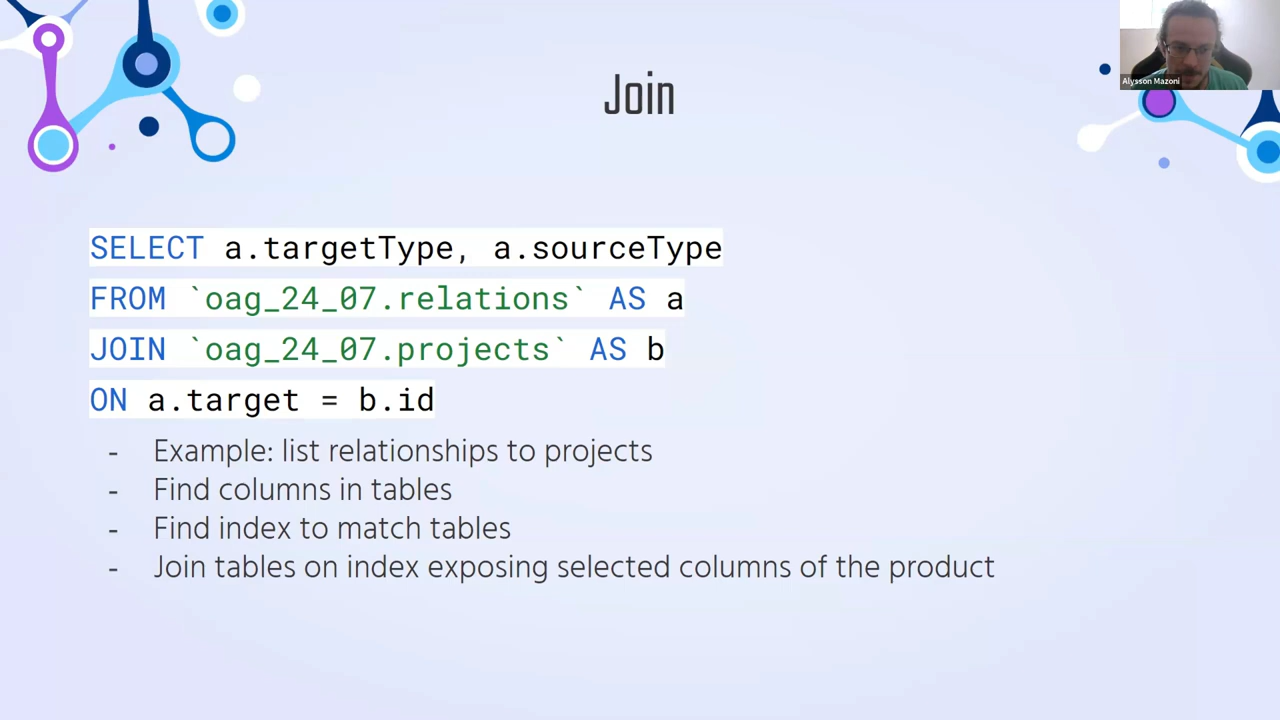 Alysson Mazoni
Join
SELECT a.targetType, a.sourceType
FROM `oag_24_07.relations` AS a
JOIN `oag_24_07.projects` AS b
ON a.target = b.id
- Example: list relationships to projects
- Find columns in tables
- Find index to match tables
- Join tables on index exposing selected columns of the product